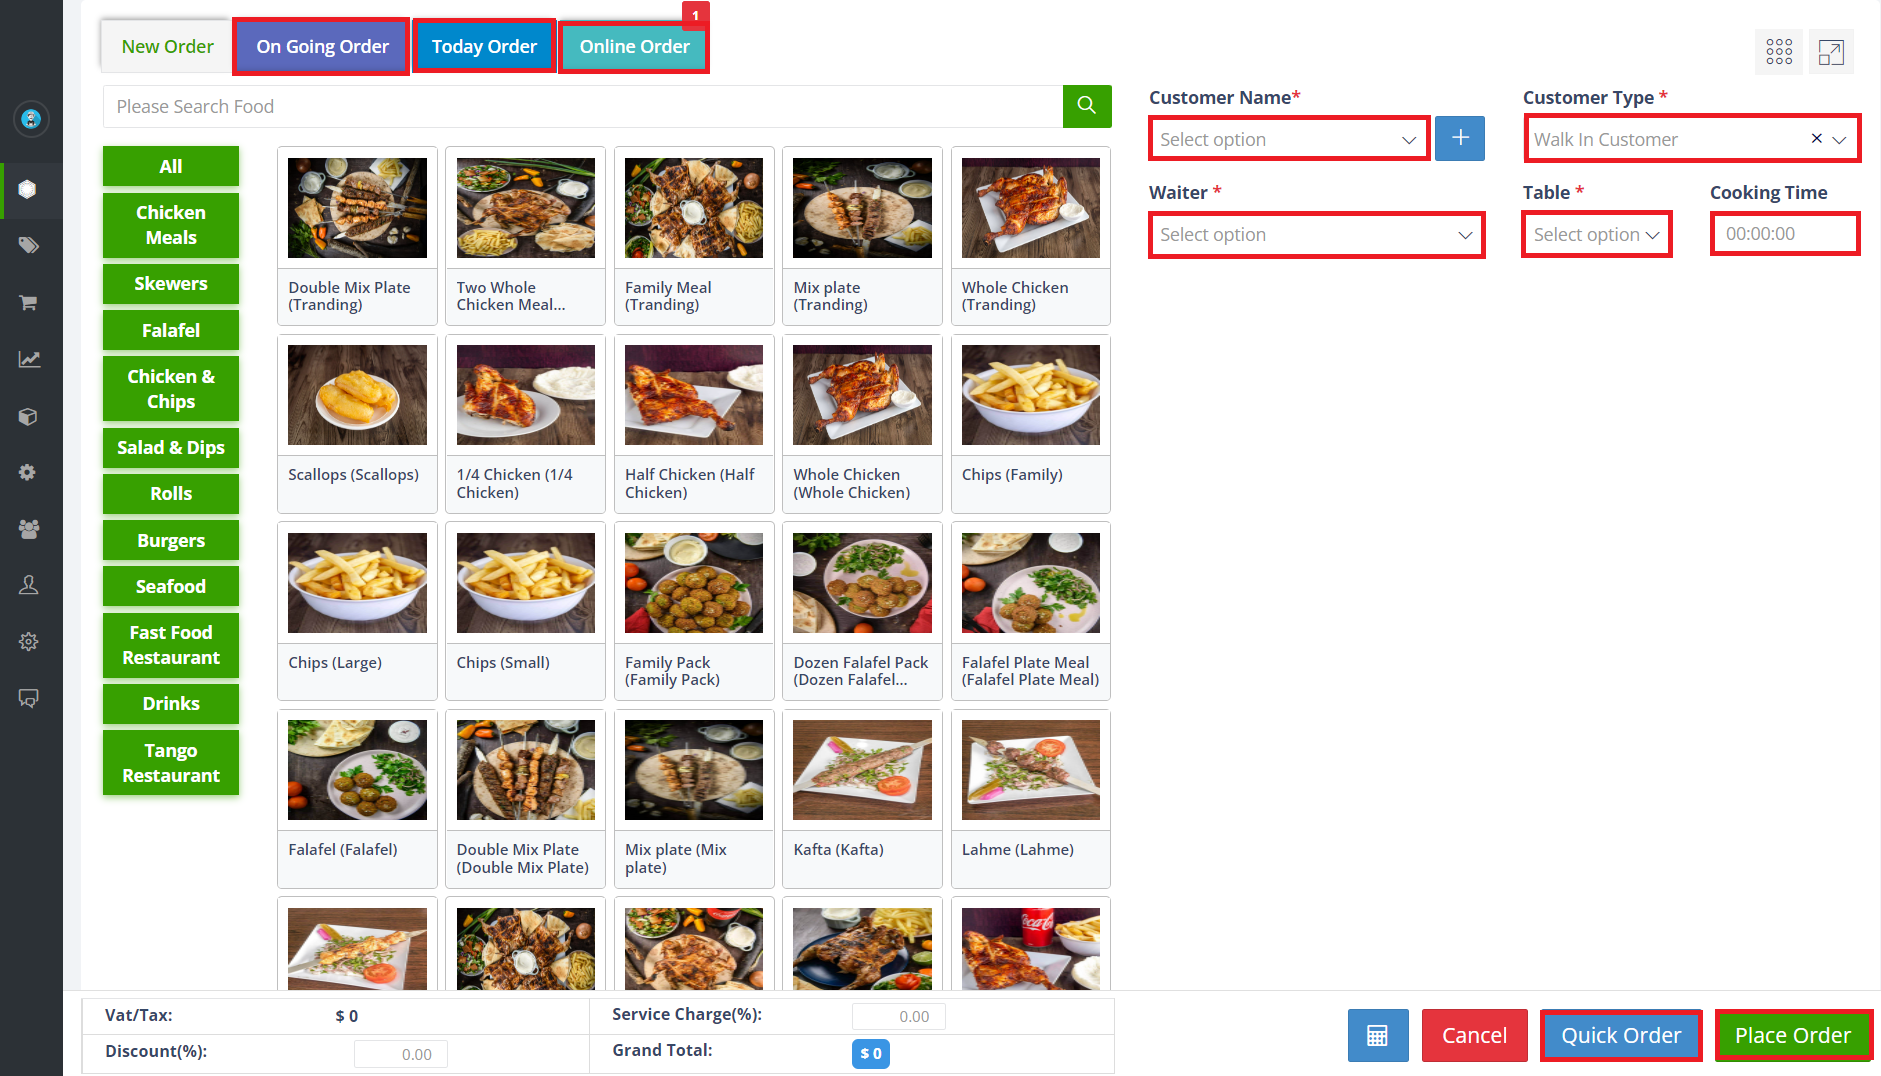 New Order
On Going Order
Today Order
Online Order
1
Please Search Food
Customer Name*
Customer Type *
Select option
Walk In Customer
Waiter *
Table *
Cooking Time
Select option
Select option
00:00:00
All
Chicken
Meals
Skewers
Falafel
Chicken &
Chips
Salad & Dips
Rolls
Burgers
Seafood
Fast Food
Restaurant
Drinks
Tango
Restaurant
Double Mix Plate
(Tranding)
Two Whole
Chicken Meal...
Family Meal
(Tranding)
Mix plate
(Tranding)
Whole Chicken
(Tranding)
Scallops (Scallops)
1/4 Chicken (1/4
Chicken)
Half Chicken (Half
Chicken)
Whole Chicken
(Whole Chicken)
Chips (Family)
Chips (Large)
Chips (Small)
Family Pack
(Family Pack)
Dozen Falafel Pack
(Dozen Falafel...
Falafel Plate Meal
(Falafel Plate Meal)
Falafel (Falafel)
Double Mix Plate
(Double Mix Plate)
Mix plate (Mix
plate)
Kafta (Kafta)
Lahme (Lahme)
Coca-C
Vat/Tax:
$ 0
Service Charge(%):
0.00
Discount(%):
0.00
Grand Total:
$ 0
Cancel
Quick Order
Place Order